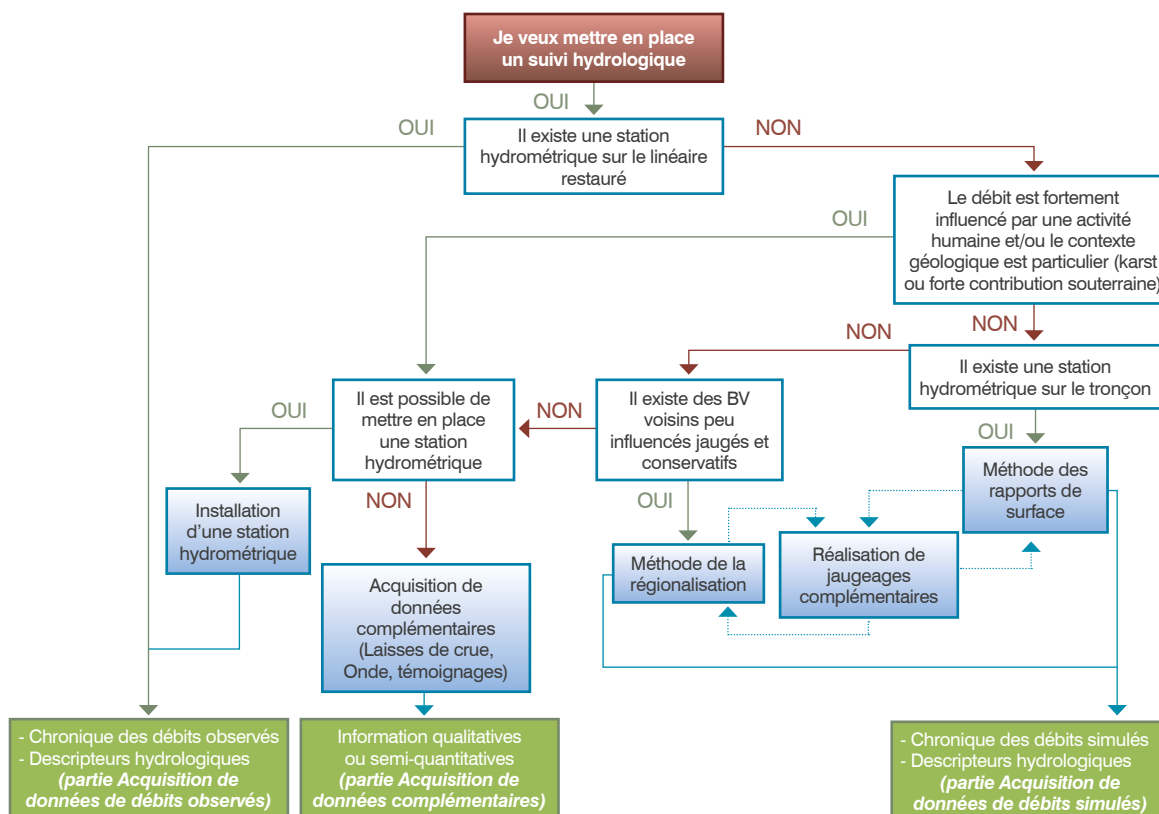 Je veux mettre en place
un suivi hydrologique
OUI
OUI
Il existe une station
hydrométrique sur le linéaire
restauré
NON
Le débit est fortement
influencé par une activité
humaine et/ou le contexte
géologique est particulier (karst
ou forte contribution souterraine)
OUI
NON
NON
Il existe une station
hydrométrique sur le tronçon
OUI
Il est possible de
mettre en place
une station
hydrométrique
NON
Il existe des BV
voisins peu
influencés jaugés et
conservatifs
OUI
Méthode des
rapports de
surface
Installation
d'une station
hydrométrique
NON
OUI
Méthode de la
régionalisation
Réalisation de
jaugeages
complémentaires
Acquisition de
données
complémentaires
(Laisses de crue,
Onde, témoignages)
- Chronique des débits observés
- Descripteurs hydrologiques
(partie Acquisition de
données de débits observés)
Information qualitatives
ou semi-quantitatives
(partie Acquisition de
données complémentaires)
- Chronique des débits simulés
- Descripteurs hydrologiques
(partie Acquisition de
données de débits simulés)